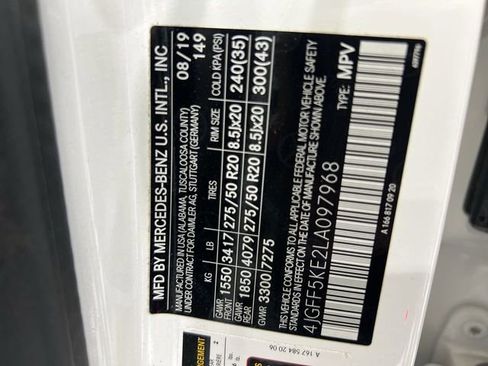 MFD BY MERCEDES-BENZ U.S. INTL., INC
MANUFACTURED IN USA (ALABAMA, TUSCALOOSA COUNTY)
UNDER CONTRACT FOR DAIMLER AG, STUTTGART (GERMANY)
08/19
149
KG LB TIRES RIM SIZE COLD KPA (PSI)
GAWR FRONT 1550 3417 275/50 R20 8.5Jx20 240(35)
GAWR REAR 1850 4079 275/50 R20 8.5Jx20 300(43)
GWR 3300 7275
THIS VEHICLE CONFORMS TO ALL APPLICABLE FEDERAL MOTOR VEHICLE SAFETY
STANDARDS IN EFFECT ON THE DATE OF MANUFACTURE SHOWN ABOVE.
4JGFF5KE2LA097968 TYPE: MPV
A 166 817 09 20
A 167 584 20 06